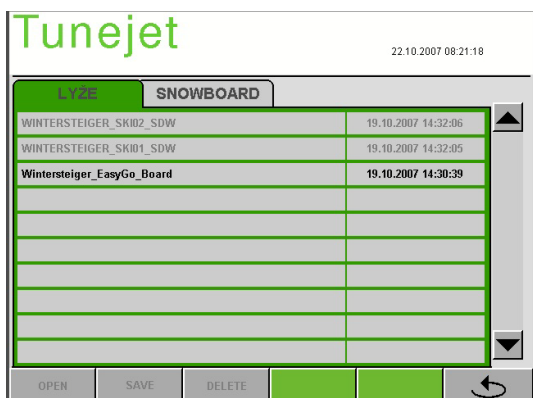 Tunejet
22.10.2007 08:21:18
LYŽE SNOWBOARD
WINTERSTEIGER_SKI02_SDW 19.10.2007 14:32:06
WINTERSTEIGER_SKI01_SDW 19.10.2007 14:32:05
Wintersteiger_EasyGo_Board 19.10.2007 14:30:39
OPEN SAVE DELETE